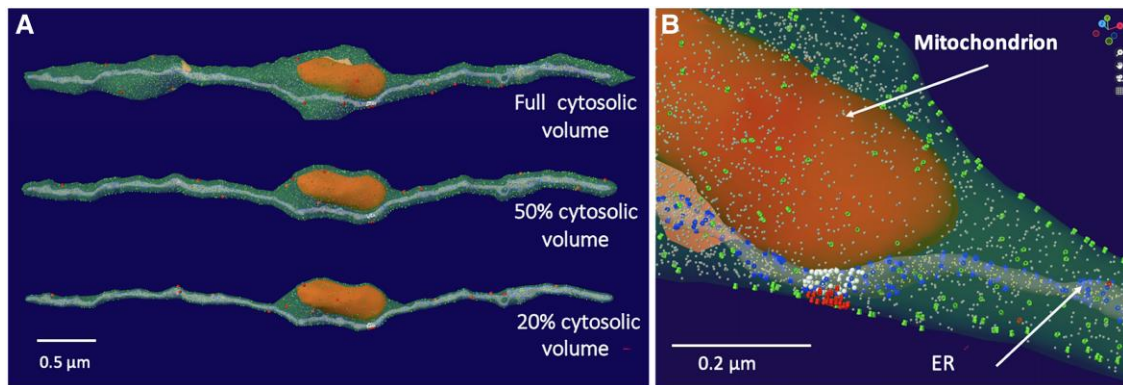 A
Full cytosolic
volume
50% cytosolic
volume
20% cytosolic
volume
0.5 µm
B
Mitochondrion
0.2 µm
ER